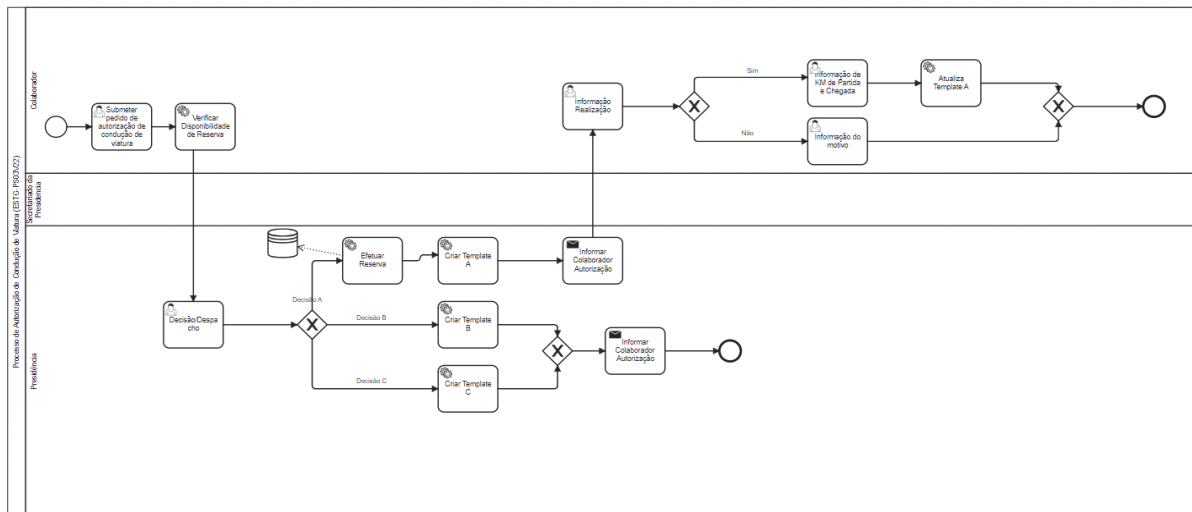 Processo de Autorização de Condução de Viatura (ESTG-PS03V22)
Colaborador
Submeter
pedido de
autorização de
condução de
viatura
Verificar
Disponibilidade
de Reserva
Informação
Realização
Sim
Informação de
KM de Partida
e Chegada
Atualiza
Template A
Não
Informação do
motivo
Secretariado da
Presidencia
Presidência
Decisão/Despa
cho
Decisão A
Efetuar
Reserva
Criar Template
A
Informar
Colaborador
Autorização
Decisão B
Criar Template
B
Decisão C
Criar Template
C
Informar
Colaborador
Autorização